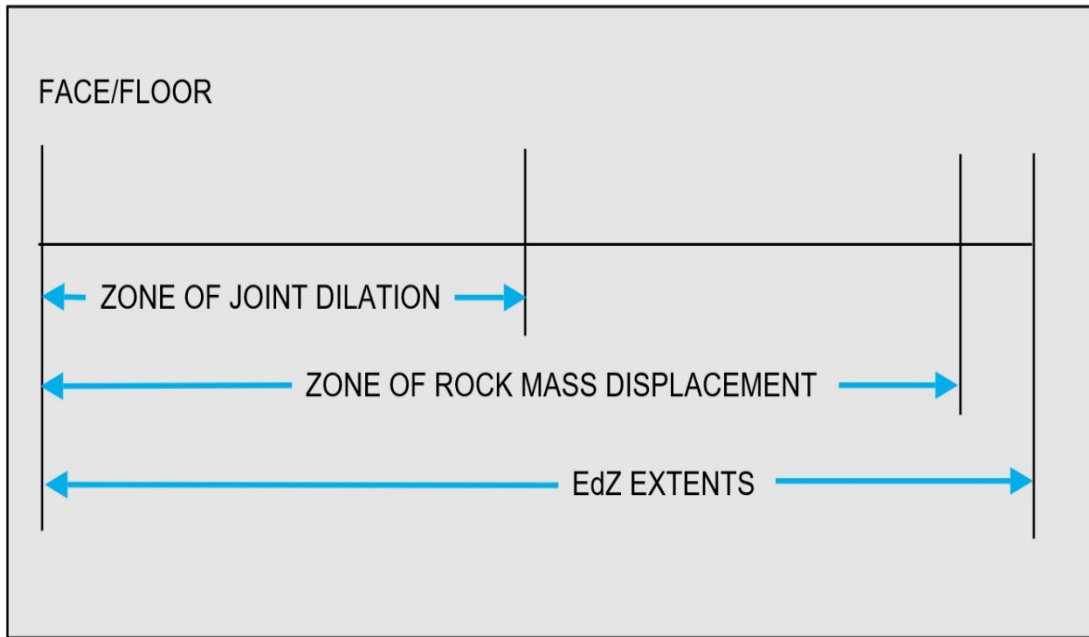 FACE/FLOOR
ZONE OF JOINT DILATION
ZONE OF ROCK MASS DISPLACEMENT
EdZ EXTENTS